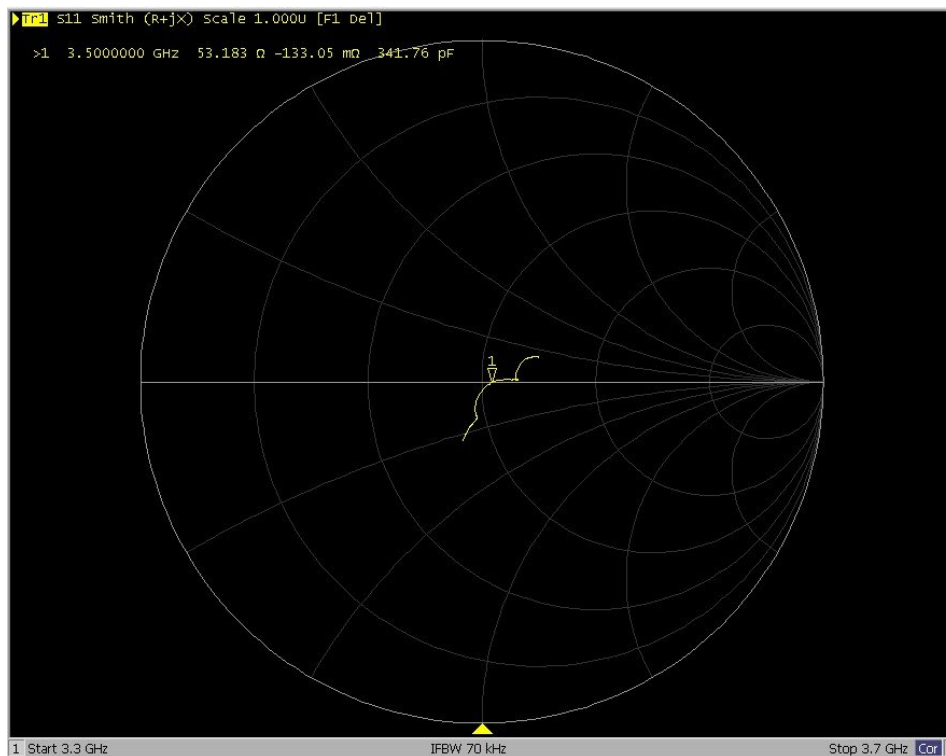 Tr1 S11 Smith (R+jX) Scale 1.000U [F1 Del]
>1 3.5000000 GHz 53.183 Ω -133.05 mΩ 341.76 pF
1
1 Start 3.3 GHz IFBW 70 kHz Stop 3.7 GHz Cor